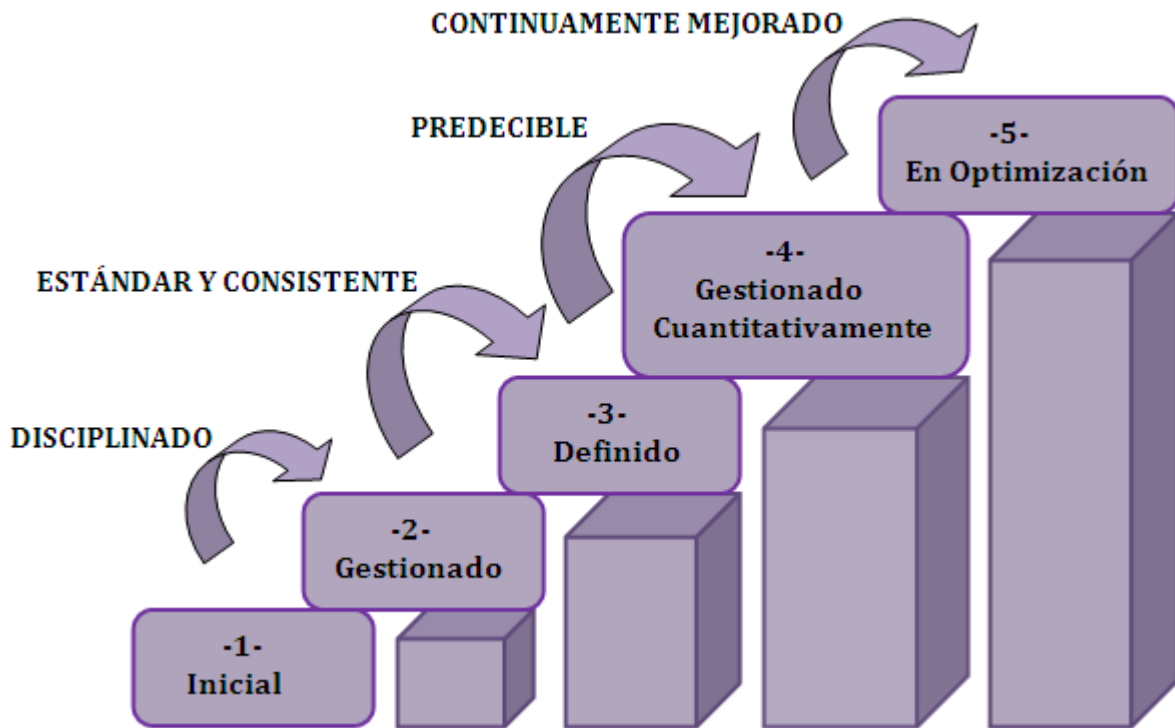 CONTINUAMENTE MEJORADO
-5-
En Optimización
PREDECIBLE
-4-
Gestionado
Cuantitativamente
ESTÁNDAR Y CONSISTENTE
-3-
Definido
DISCIPLINADO
-2-
Gestionado
-1-
Inicial